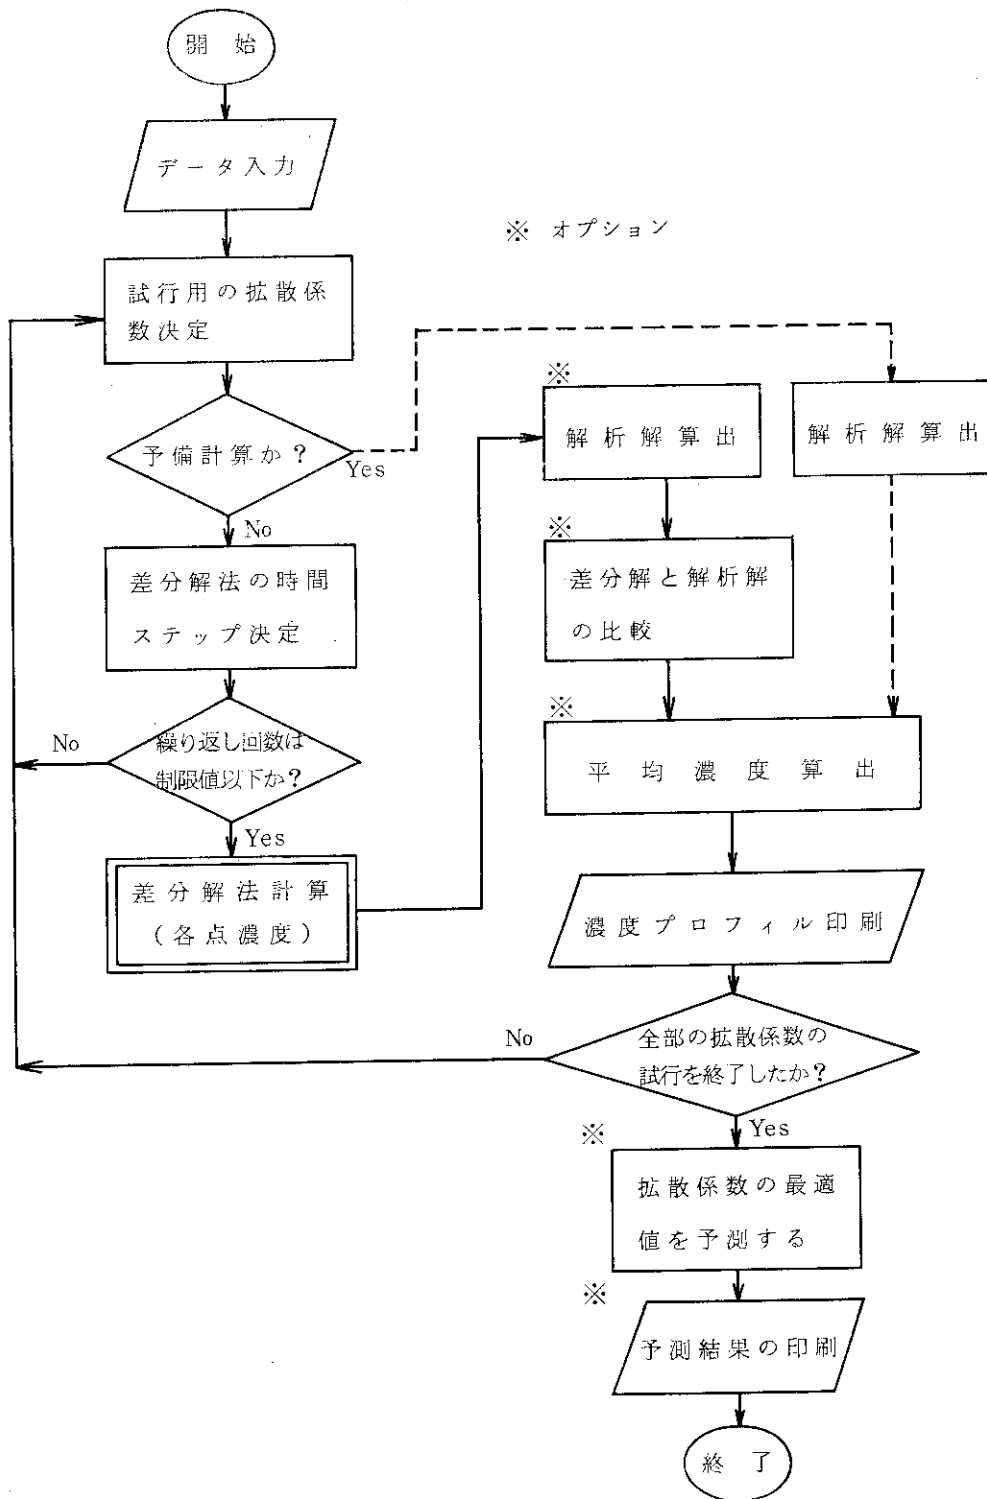 開始
データ入力
※ オプション
試行用の拡散係
数決定
予備計算か?
Yes
No
差分解法の時間
ステップ決定
繰り返し回数は
制限値以下か?
No
Yes
差分解法計算
(各点濃度)
※
解析解算出
解析解算出
※
差分解と解析解
の比較
※
平均濃度算出
濃度プロフィル印刷
全部の拡散係数の
試行を終了したか?
No
Yes
※
拡散係数の最適
値を予測する
※
予測結果の印刷
終了